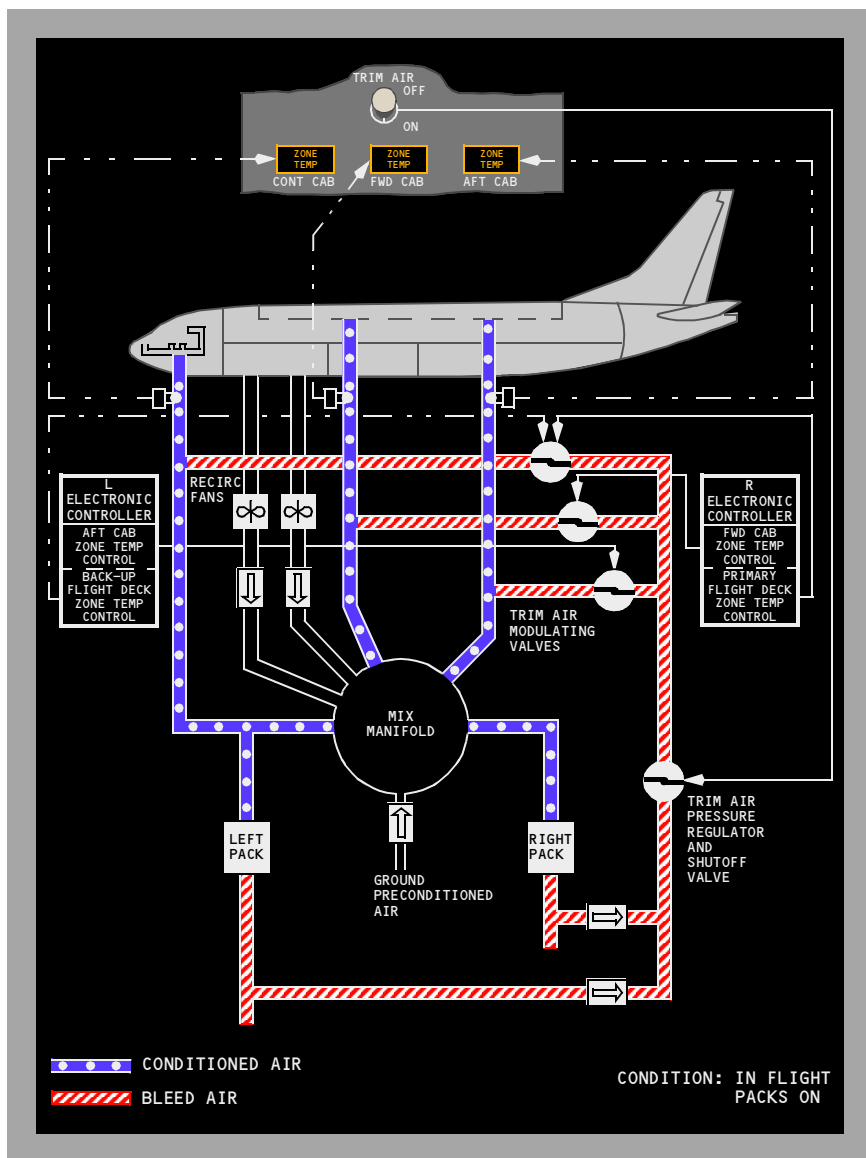 TRIM AIR
OFF
ON
ZONE
TEMP
CONT CAB
ZONE
TEMP
FWD CAB
ZONE
TEMP
AFT CAB
RECIRC
FANS
L
ELECTRONIC
CONTROLLER
AFT CAB
ZONE TEMP
CONTROL
BACK-UP
FLIGHT DECK
ZONE TEMP
CONTROL
R
ELECTRONIC
CONTROLLER
FWD CAB
ZONE TEMP
CONTROL
PRIMARY
FLIGHT DECK
ZONE TEMP
CONTROL
TRIM AIR
MODULATING
VALVES
MIX
MANIFOLD
LEFT
PACK
RIGHT
PACK
TRIM AIR
PRESSURE
REGULATOR
AND
SHUTOFF
VALVE
GROUND
PRECONDITIONED
AIR
CONDITIONED AIR
BLEED AIR
CONDITION: IN FLIGHT
PACKS ON